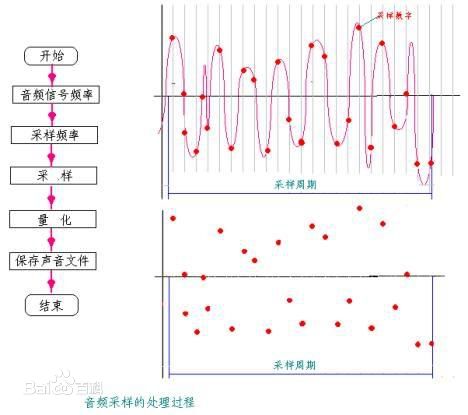 开始
音频信号频率
采样频率
采 样
量 化
保存声音文件
结束
采样数字
采样周期
采样周期
Bai百科
音频采样的处理过程